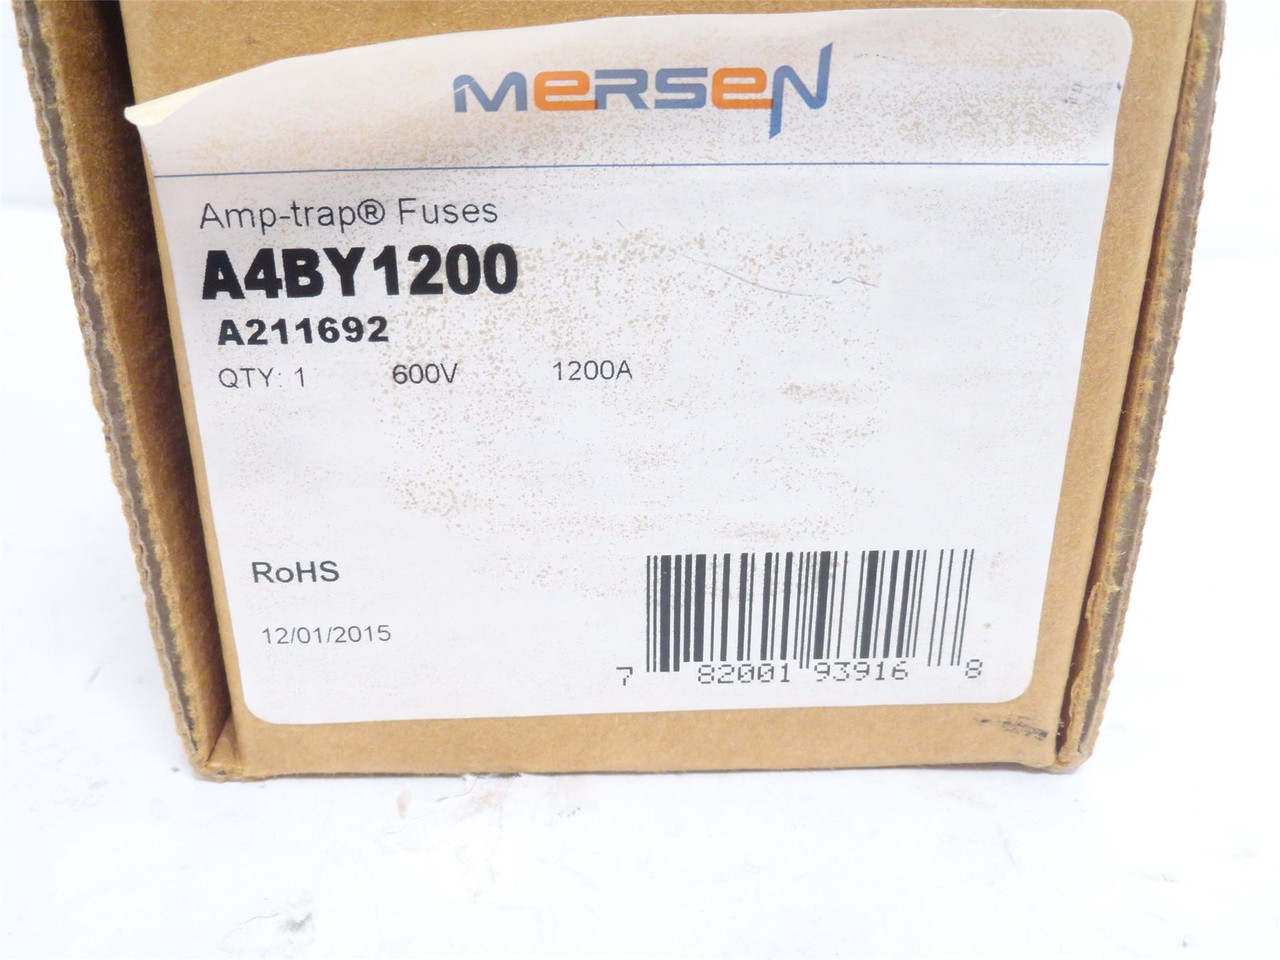 MERSEN
Amp-trap® Fuses
A4BY1200
A211692
QTY: 1 600V 1200A
RoHS
12/01/2015
7 82001 93916 8